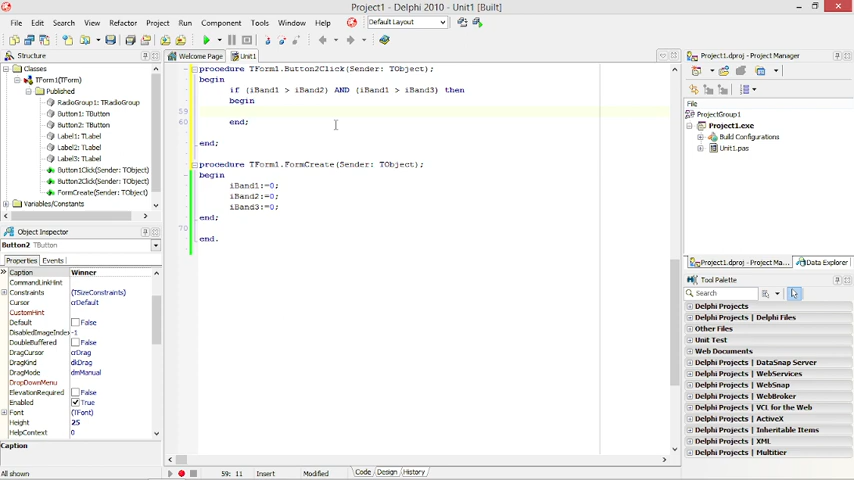 Project1 - Delphi 2010 - Unit1 [Built]
File Edit Search View Refactor Project Run Component Tools Window Help Default Layout
Structure
Classes
TForm1(TForm)
Published
RadioGroup1: TRadioGroup
Button1: TButton
Button2: TButton
Label1: TLabel
Label2: TLabel
Label3: TLabel
Button1Click(Sender: TObject)
Button2Click(Sender: TObject)
FormCreate(Sender: TObject)
Variables/Constants
Object Inspector
Button2 TButton
Properties Events
Caption Winner
CommandLinkHint
Constraints (TSizeConstraints)
Cursor crDefault
CustomHint
Default False
DisabledImageIndex -1
DoubleBuffered False
DragCursor crDrag
DragKind dkDrag
DragMode dmManual
DropDownMenu
ElevationRequired False
Enabled True
Font (TFont)
Height 25
HelpContext 0
Caption
All shown
Welcome Page Unit1
procedure TForm1.Button2Click(Sender: TObject);
begin
if (iBand1 > iBand2) AND (iBand1 > iBand3) then
begin
59
60 end;
end;
procedure TForm1.FormCreate(Sender: TObject);
begin
iBand1:=0;
iBand2:=0;
iBand3:=0;
end;
70
end.
59: 11 Insert Modified Code Design History
Project1.dproj - Project Manager
File
ProjectGroup1
Project1.exe
Build Configurations
Unit1.pas
Project1.dproj - Project Ma... Data Explorer
Tool Palette
Search
Delphi Projects
Delphi Projects | Delphi Files
Other Files
Unit Test
Web Documents
Delphi Projects | DataSnap Server
Delphi Projects | WebServices
Delphi Projects | WebSnap
Delphi Projects | WebBroker
Delphi Projects | VCL for the Web
Delphi Projects | ActiveX
Delphi Projects | Inheritable Items
Delphi Projects | XML
Delphi Projects | Multitier